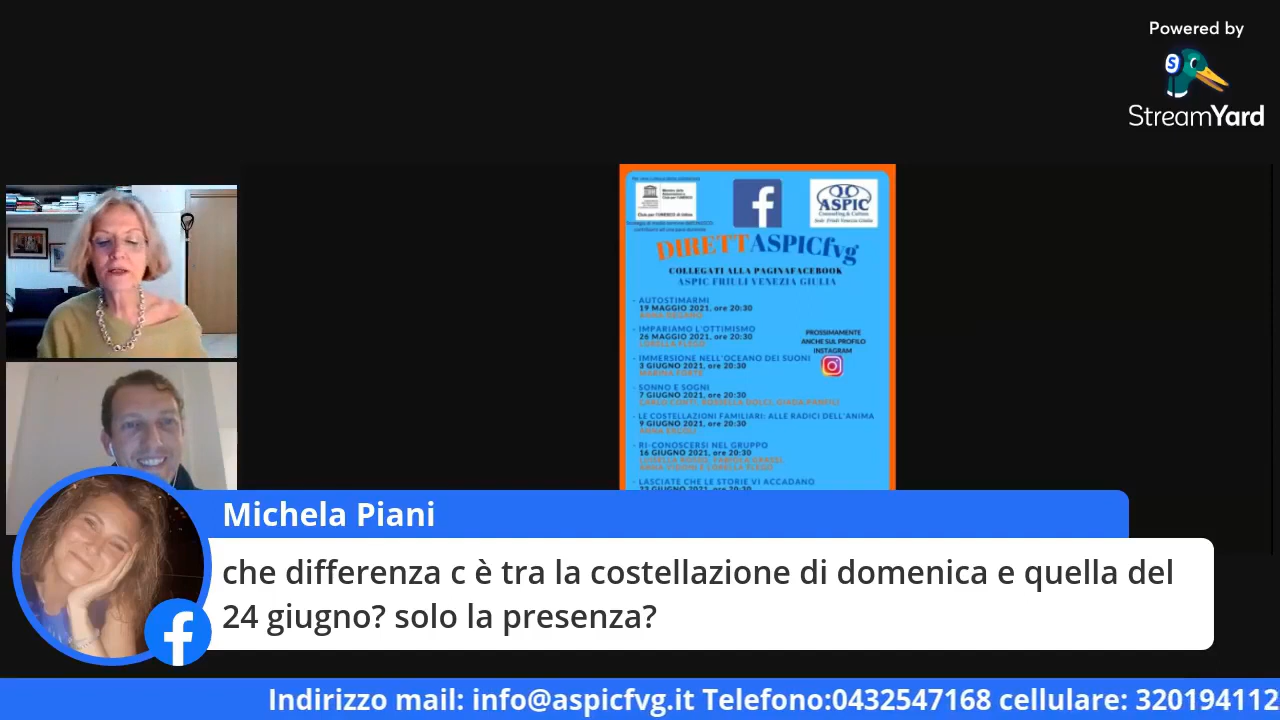 Powered by
StreamYard
ASPIC
Counseling & Cultura
DIRETTASPICfvg
COLLEGATI ALLA PAGINAFACEBOOK
ASPIC FRIULI VENEZIA GIULIA
- AUTOSTIMARMI
19 MAGGIO 2021, ore 20:30
- IMPARIAMO L'OTTIMISMO
26 MAGGIO 2021, ore 20:30
PROSSIMAMENTE
ANCHE SUL PROFILO
INSTAGRAM
- IMMERSIONE NELL'OCEANO DEI SUONI
3 GIUGNO 2021, ore 20:30
- SONNO E SOGNI
7 GIUGNO 2021, ore 20:30
- LE COSTELLAZIONI FAMILIARI: ALLE RADICI DELL'ANIMA
9 GIUGNO 2021, ore 20:30
- RI-CONOSCERSI NEL GRUPPO
16 GIUGNO 2021, ore 20:30
- LASCIATE CHE LE STORIE VI ACCADANO
Michela Piani
che differenza c è tra la costellazione di domenica e quella del
24 giugno? solo la presenza?
Indirizzo mail: info@aspicfvg.it Telefono:0432547168 cellulare: 320194112